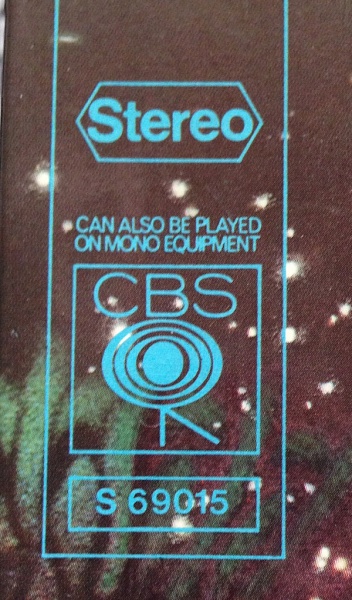 Stereo
CAN ALSO BE PLAYED
ON MONO EQUIPMENT
CBS
S 69015